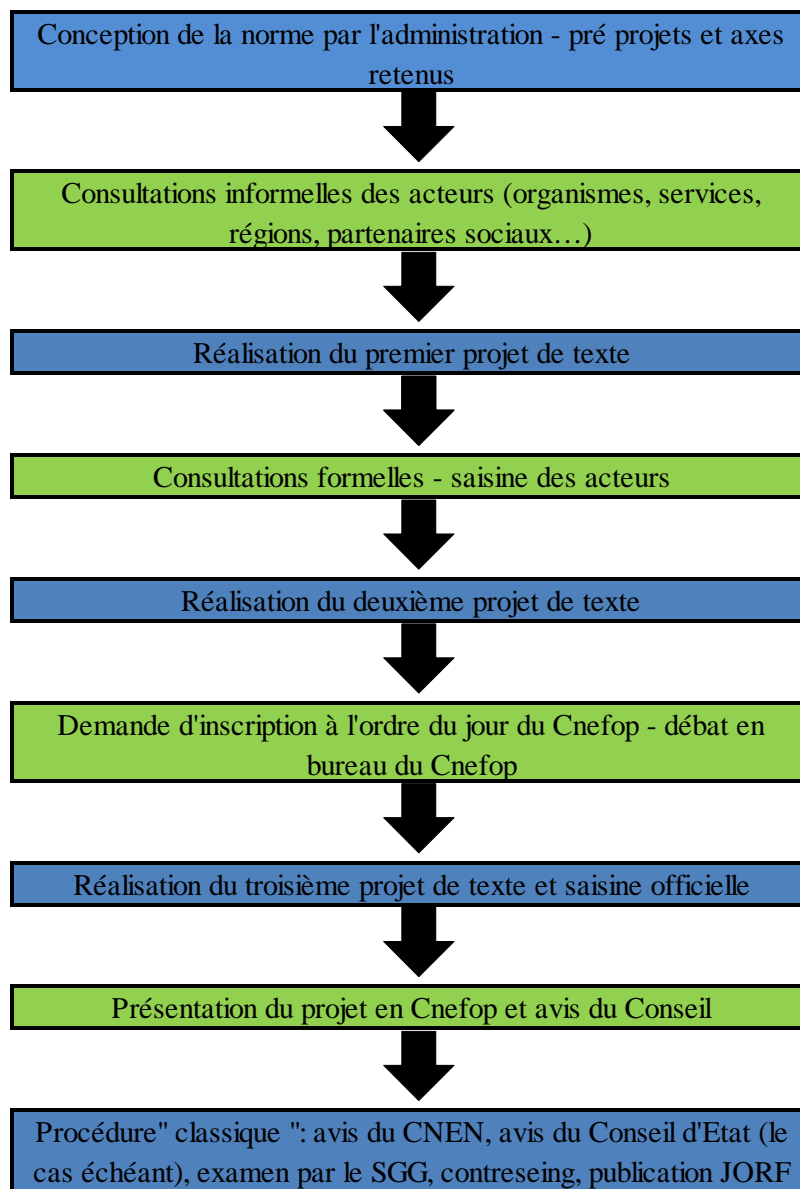 Conception de la norme par l'administration - pré projets et axes
retenus
Consultations informelles des acteurs (organismes, services,
régions, partenaires sociaux…)
Réalisation du premier projet de texte
Consultations formelles - saisine des acteurs
Réalisation du deuxième projet de texte
Demande d'inscription à l'ordre du jour du Cnefop - débat en
bureau du Cnefop
Réalisation du troisième projet de texte et saisine officielle
Présentation du projet en Cnefop et avis du Conseil
Procédure" classique ": avis du CNEN, avis du Conseil d'Etat (le
cas échéant), examen par le SGG, contreseing, publication JORF